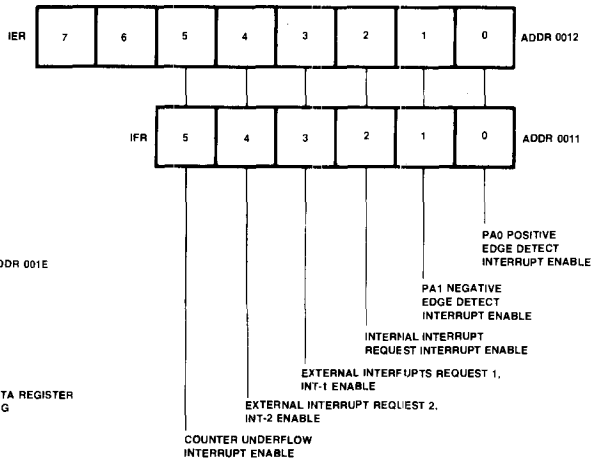 IER 7 6 5 4 3 2 1 0 ADDR 0012
IFR 5 4 3 2 1 0 ADDR 0011
PA0 POSITIVE
EDGE DETECT
INTERRUPT ENABLE
DDR 001E
PA1 NEGATIVE
EDGE DETECT
INTERRUPT ENABLE
INTERNAL INTERRUPT
REQUEST INTERRUPT ENABLE
EXTERNAL INTERFUPTS REQUEST 1,
INT-1 ENABLE
TA REGISTER
G
EXTERNAL INTERRUPT REQUEST 2,
INT-2 ENABLE
COUNTER UNDERFLOW
INTERRUPT ENABLE